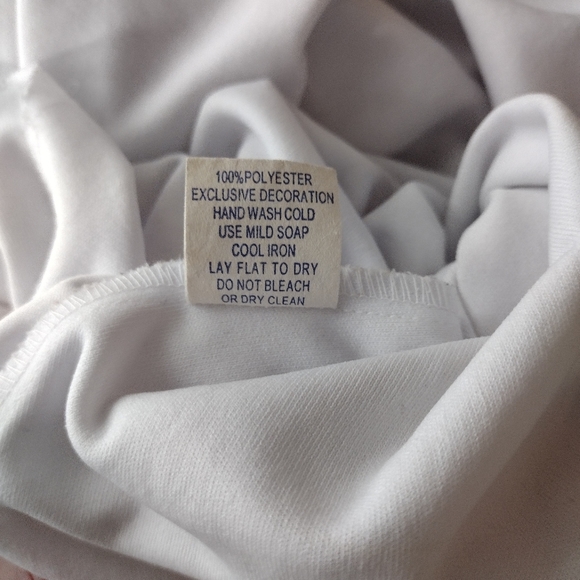 100%POLYESTER
EXCLUSIVE DECORATION
HAND WASH COLD
USE MILD SOAP
COOL IRON
LAY FLAT TO DRY
DO NOT BLEACH
OR DRY CLEAN